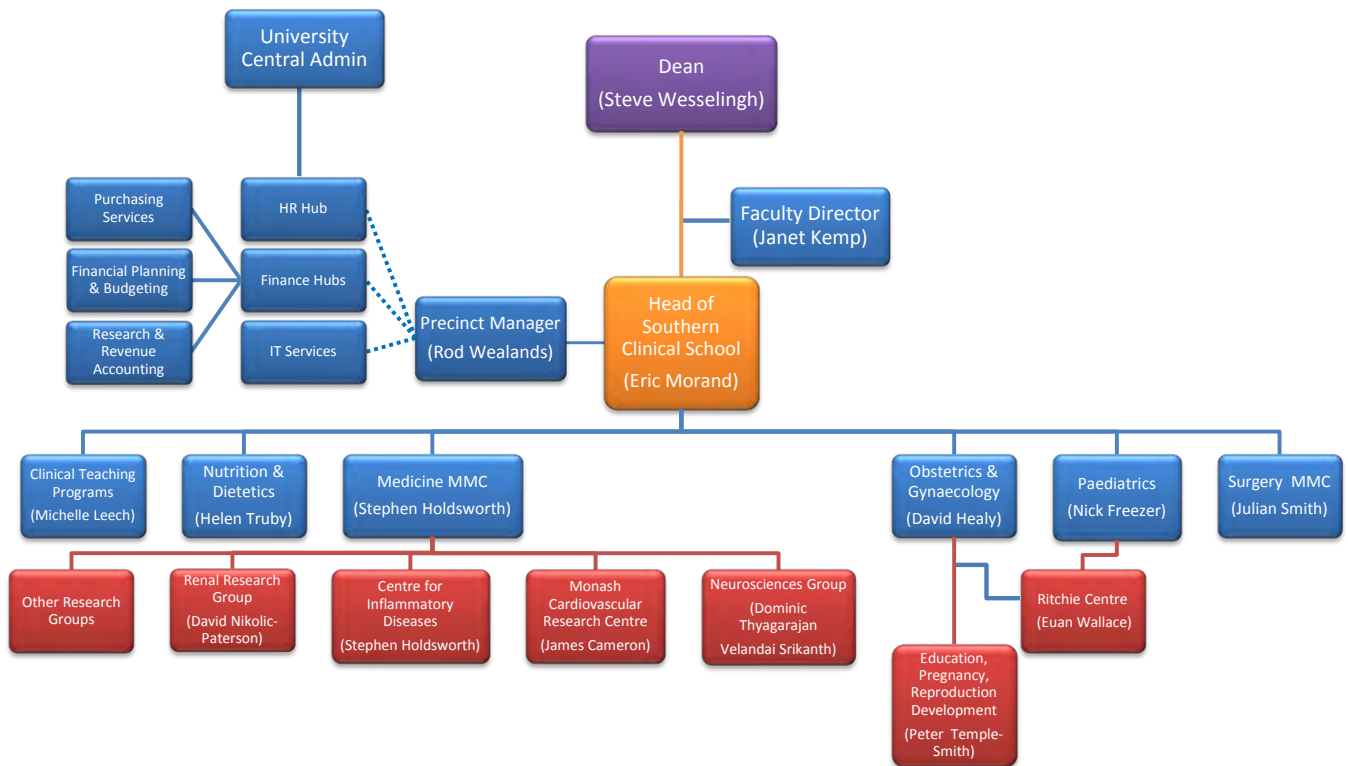 University
Central Admin
Dean
(Steve Wesselingh)
Purchasing
Services
HR Hub
Faculty Director
(Janet Kemp)
Financial Planning
& Budgeting
Finance Hubs
Research &
Revenue
Accounting
IT Services
Precinct Manager
(Rod Wealands)
Head of
Southern
Clinical School
(Eric Morand)
Clinical Teaching
Programs
(Michelle Leech)
Nutrition &
Dietetics
(Helen Truby)
Medicine MMC
(Stephen Holdsworth)
Obstetrics &
Gynaecology
(David Healy)
Paediatrics
(Nick Freezer)
Surgery MMC
(Julian Smith)
Other Research
Groups
Renal Research
Group
(David Nikolic-
Paterson)
Centre for
Inflammatory
Diseases
(Stephen Holdsworth)
Monash
Cardiovascular
Research Centre
(James Cameron)
Neurosciences Group
(Dominic
Thyagarajan
Velandai Srikanth)
Ritchie Centre
(Euan Wallace)
Education,
Pregnancy,
Reproduction
Development
(Peter Temple-
Smith)